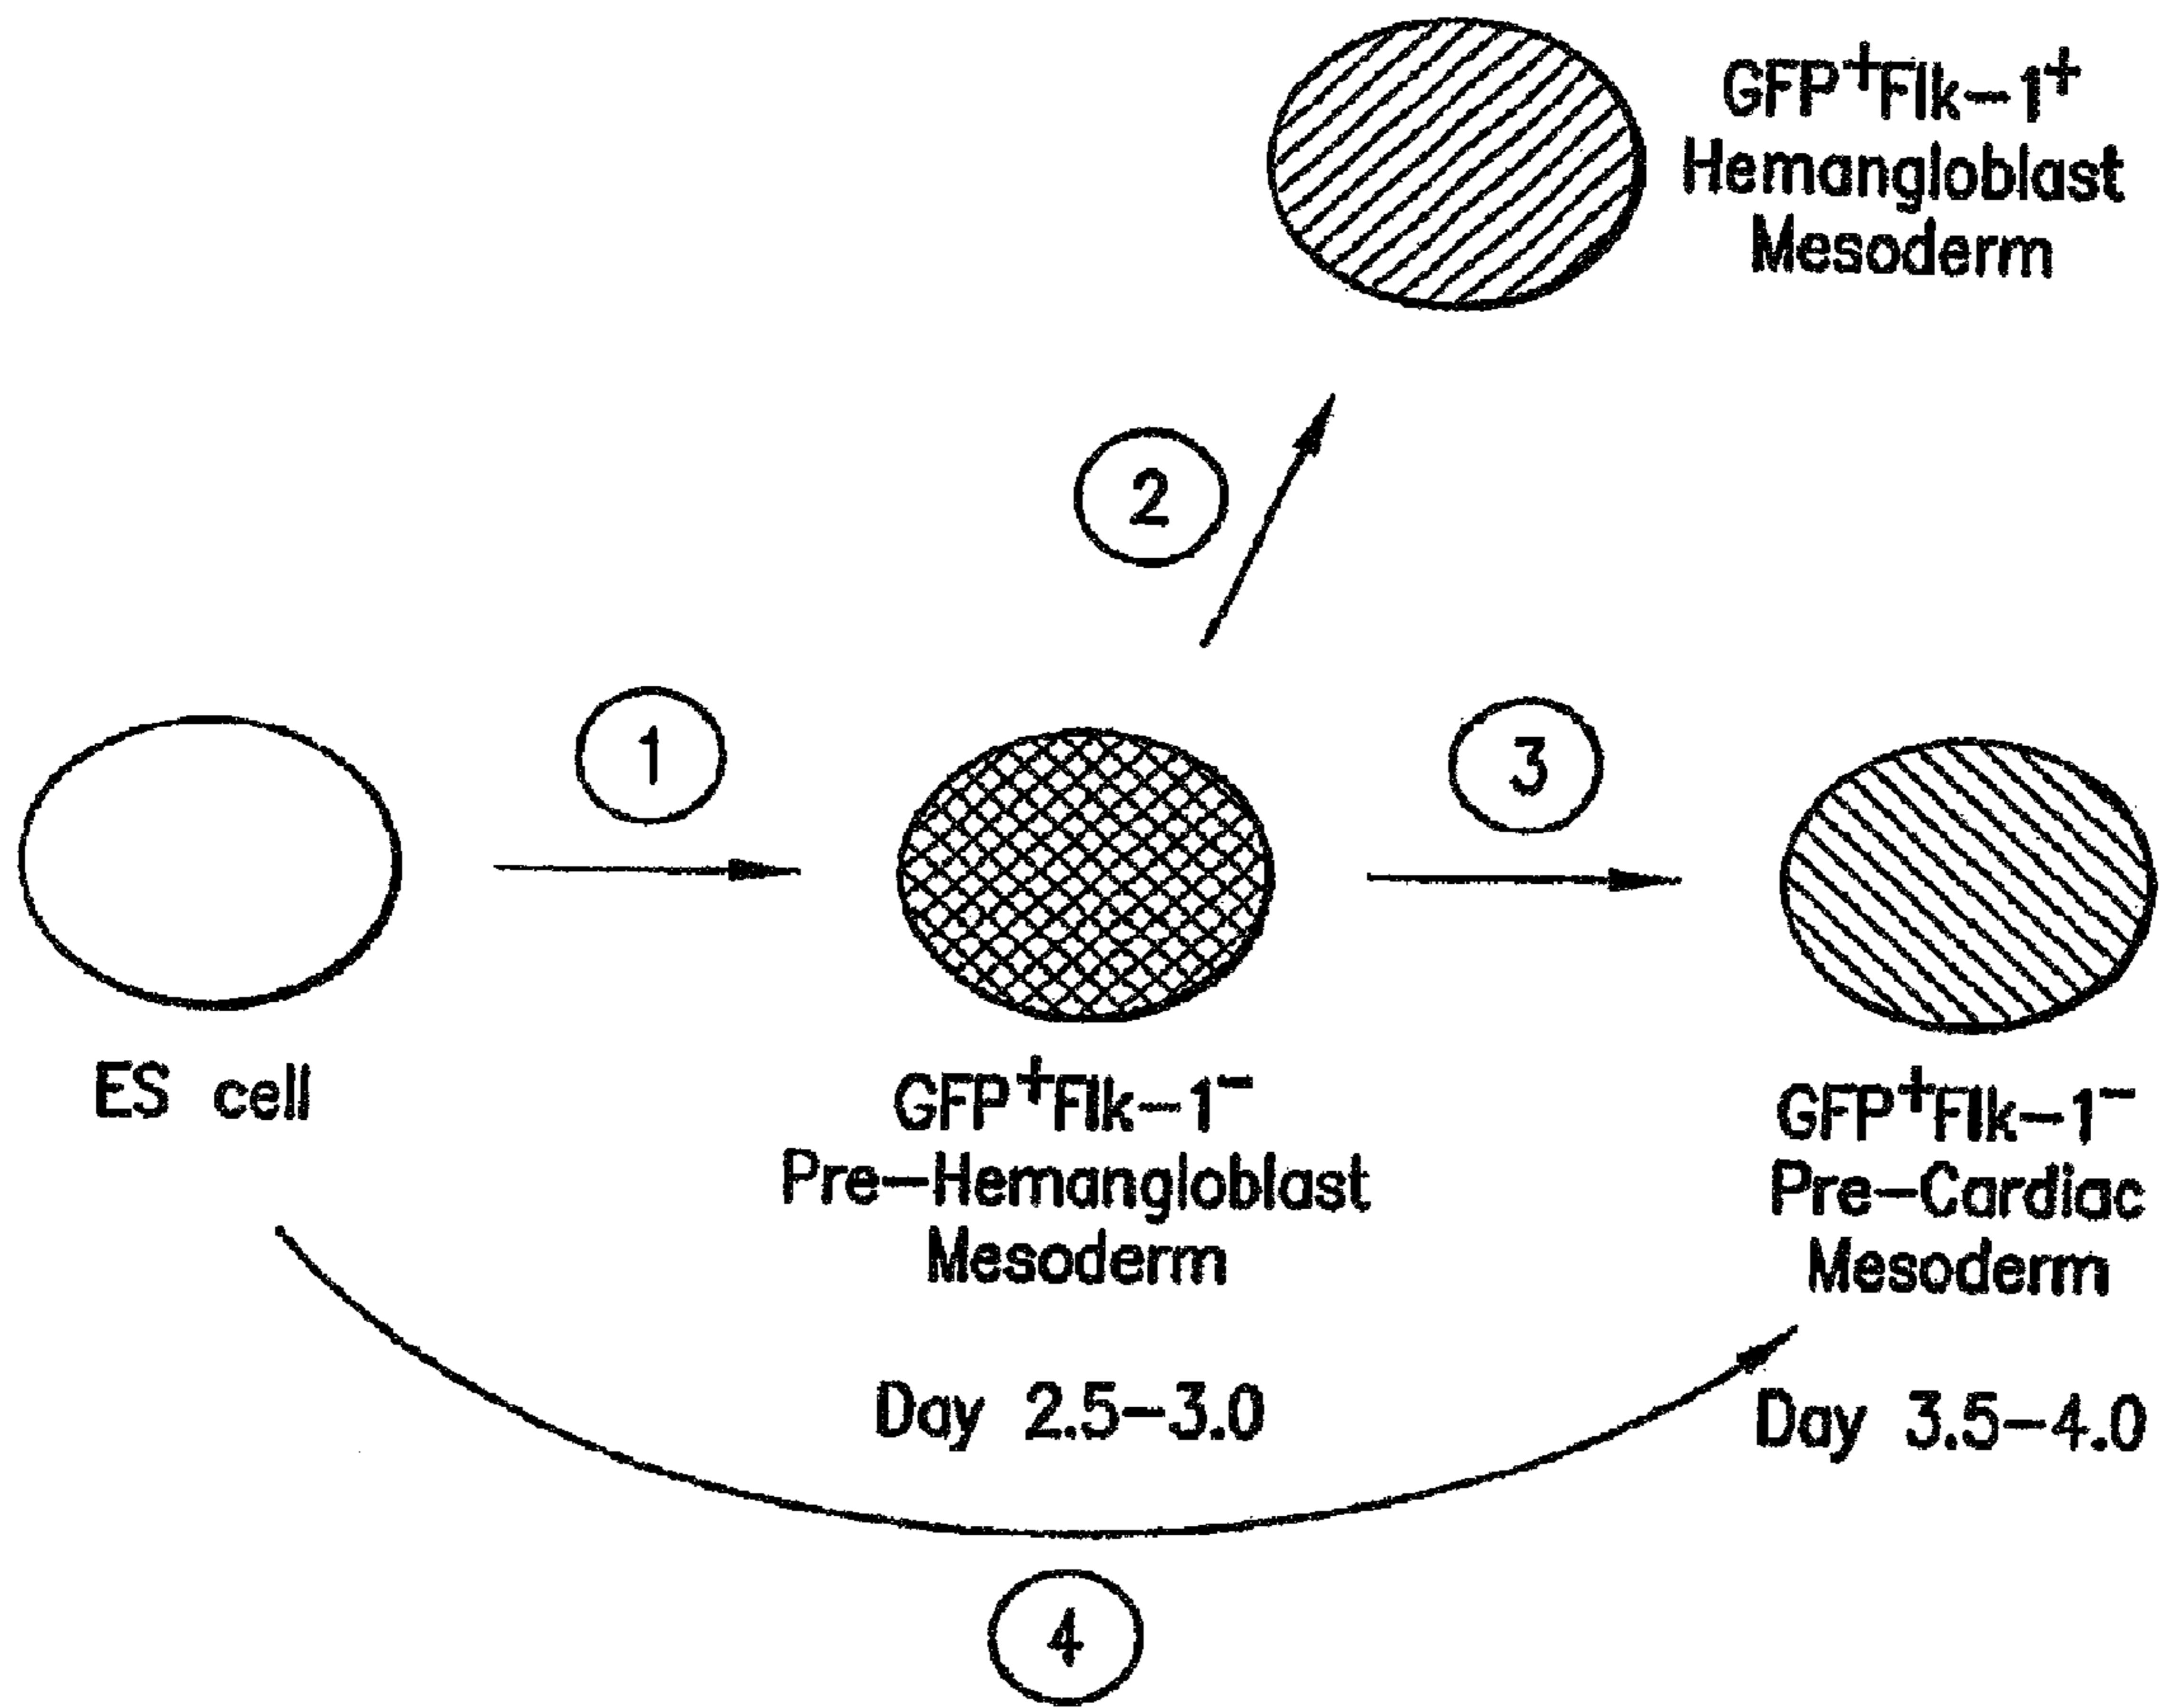 GFP⁺Flk-1⁺
Hemangloblast
Mesoderm
2
1
3
ES cell
GFP⁺Flk-1⁻
Pre-Hemangloblast
Mesoderm
Day 2.5-3.0
GFP⁺Flk-1⁻
Pre-Cardiac
Mesoderm
Day 3.5-4.0
4